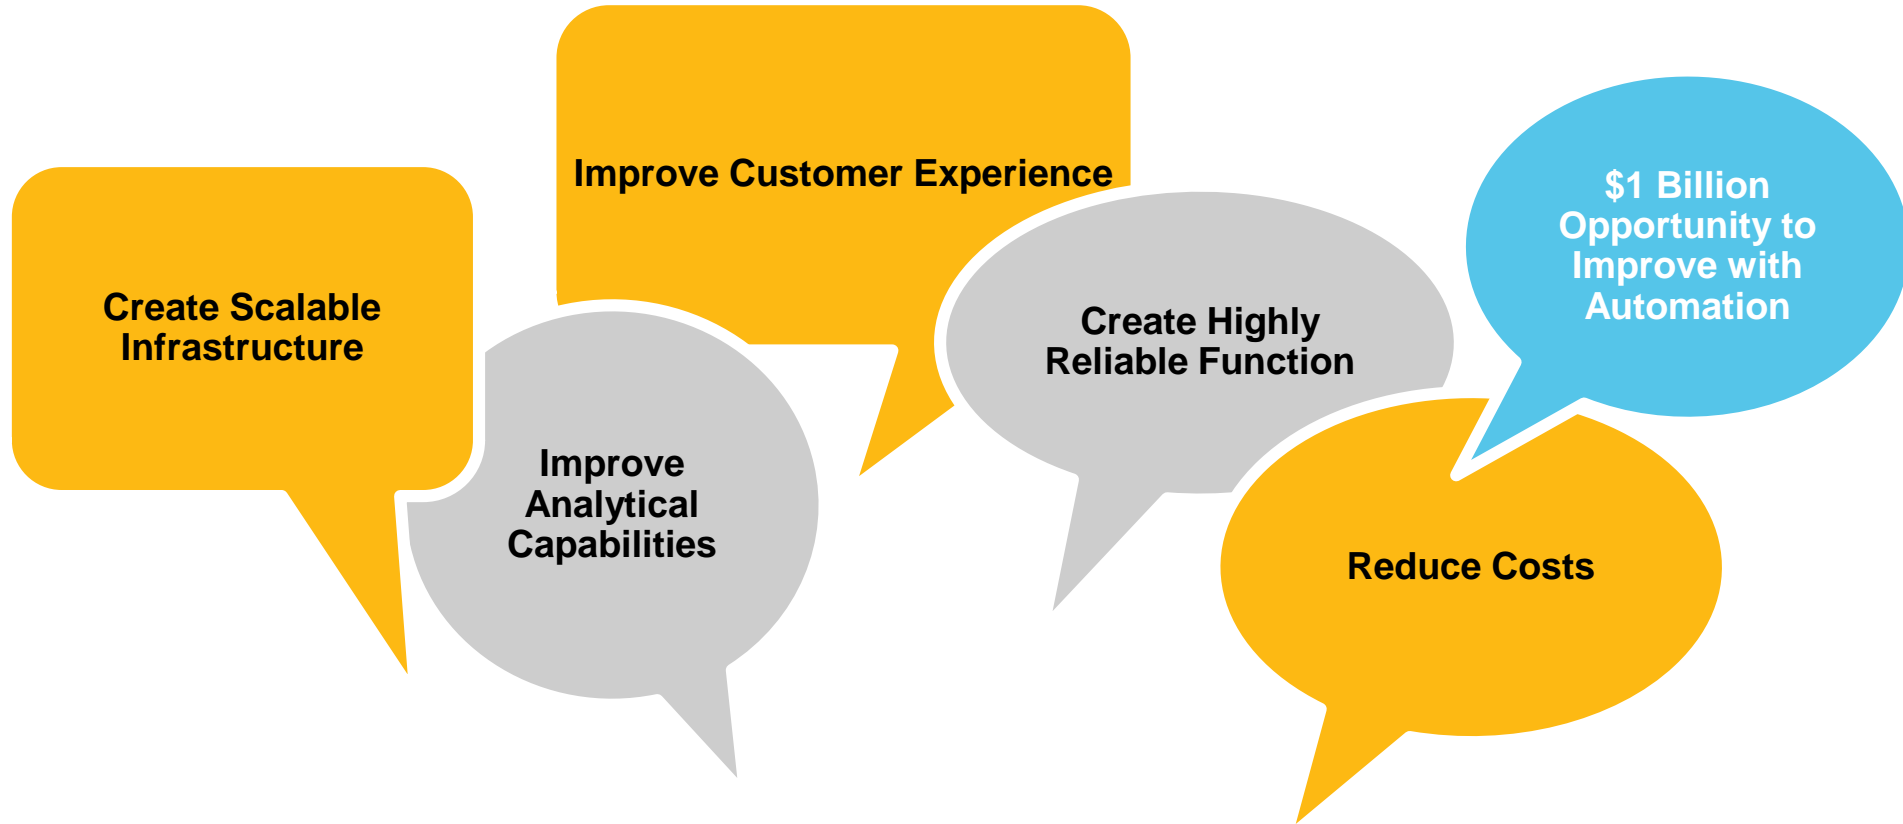 Create Scalable
Infrastructure
Improve
Analytical
Capabilities
Improve Customer Experience
Create Highly
Reliable Function
Reduce Costs
$1 Billion
Opportunity to
Improve with
Automation